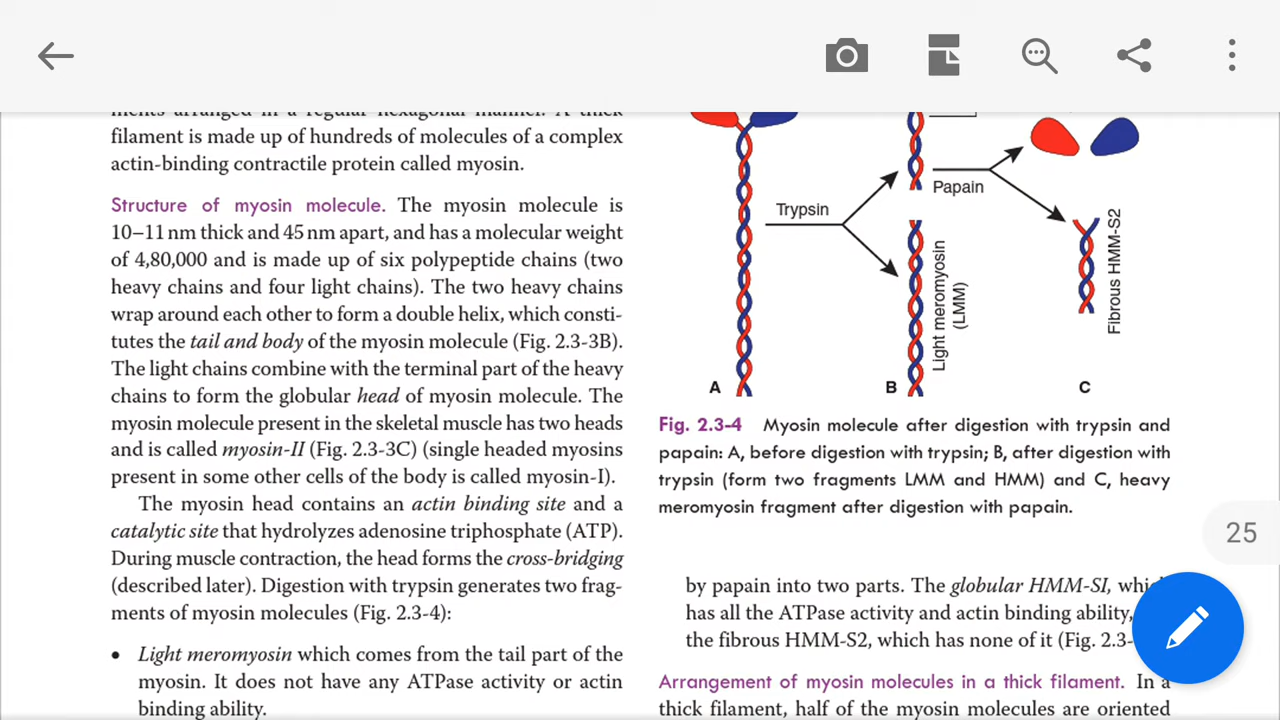 ments arranged in a regular hexagonal manner. A thick
filament is made up of hundreds of molecules of a complex
actin-binding contractile protein called myosin.
Structure of myosin molecule. The myosin molecule is
10–11 nm thick and 45 nm apart, and has a molecular weight
of 4,80,000 and is made up of six polypeptide chains (two
heavy chains and four light chains). The two heavy chains
wrap around each other to form a double helix, which consti-
tutes the tail and body of the myosin molecule (Fig. 2.3-3B).
The light chains combine with the terminal part of the heavy
chains to form the globular head of myosin molecule. The
myosin molecule present in the skeletal muscle has two heads
and is called myosin-II (Fig. 2.3-3C) (single headed myosins
present in some other cells of the body is called myosin-I).
The myosin head contains an actin binding site and a
catalytic site that hydrolyzes adenosine triphosphate (ATP).
During muscle contraction, the head forms the cross-bridging
(described later). Digestion with trypsin generates two frag-
ments of myosin molecules (Fig. 2.3-4):
• Light meromyosin which comes from the tail part of the
myosin. It does not have any ATPase activity or actin
binding ability.
Trypsin
Papain
Light meromyosin
(LMM)
Fibrous HMM-S2
A
B
C
Fig. 2.3-4 Myosin molecule after digestion with trypsin and
papain: A, before digestion with trypsin; B, after digestion with
trypsin (form two fragments LMM and HMM) and C, heavy
meromyosin fragment after digestion with papain.
25
by papain into two parts. The globular HMM-SI, whic
has all the ATPase activity and actin binding ability,
the fibrous HMM-S2, which has none of it (Fig. 2.3-
Arrangement of myosin molecules in a thick filament. In a
thick filament, half of the myosin molecules are oriented